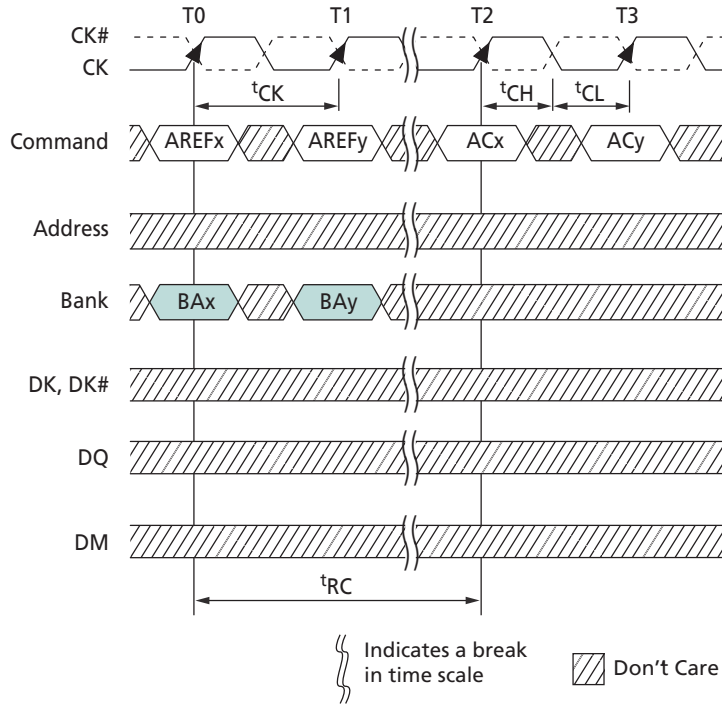 T0 T1 T2 T3
CK#
CK
tCK tCH tCL
Command AREFx AREFy ACx ACy
Address
Bank BAx BAy
DK, DK#
DQ
DM
tRC
Indicates a break
in time scale
Don't Care